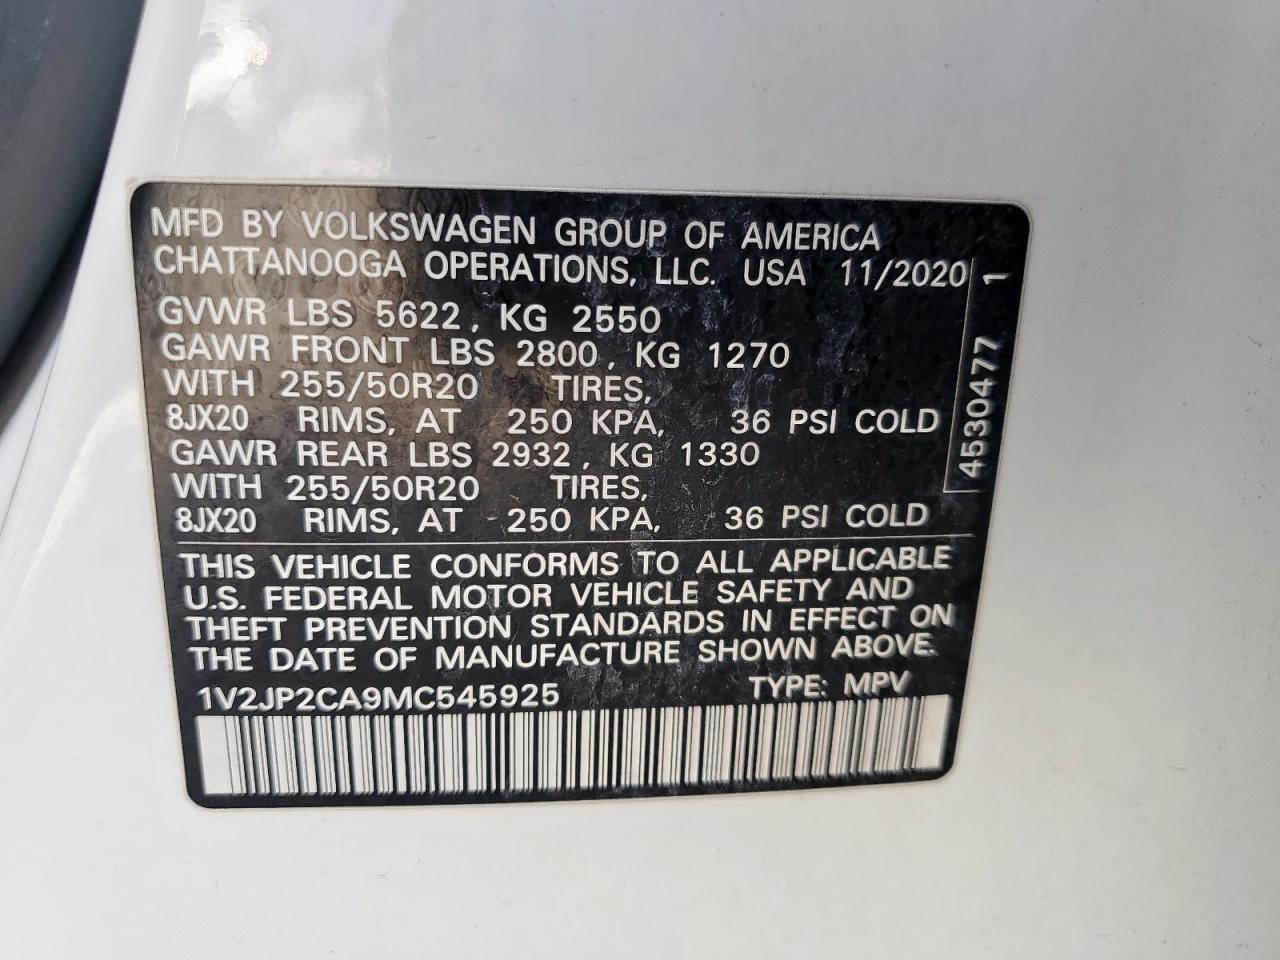 MFD BY VOLKSWAGEN GROUP OF AMERICA
CHATTANOOGA OPERATIONS, LLC. USA 11/2020
GVWR LBS 5622, KG 2550
GAWR FRONT LBS 2800, KG 1270
WITH 255/50R20 TIRES,
8JX20 RIMS, AT 250 KPA, 36 PSI COLD
GAWR REAR LBS 2932, KG 1330
WITH 255/50R20 TIRES,
8JX20 RIMS, AT 250 KPA, 36 PSI COLD
THIS VEHICLE CONFORMS TO ALL APPLICABLE
U.S. FEDERAL MOTOR VEHICLE SAFETY AND
THEFT PREVENTION STANDARDS IN EFFECT ON
THE DATE OF MANUFACTURE SHOWN ABOVE.
1V2JP2CA9MC545925 TYPE: MPV
4530477 1